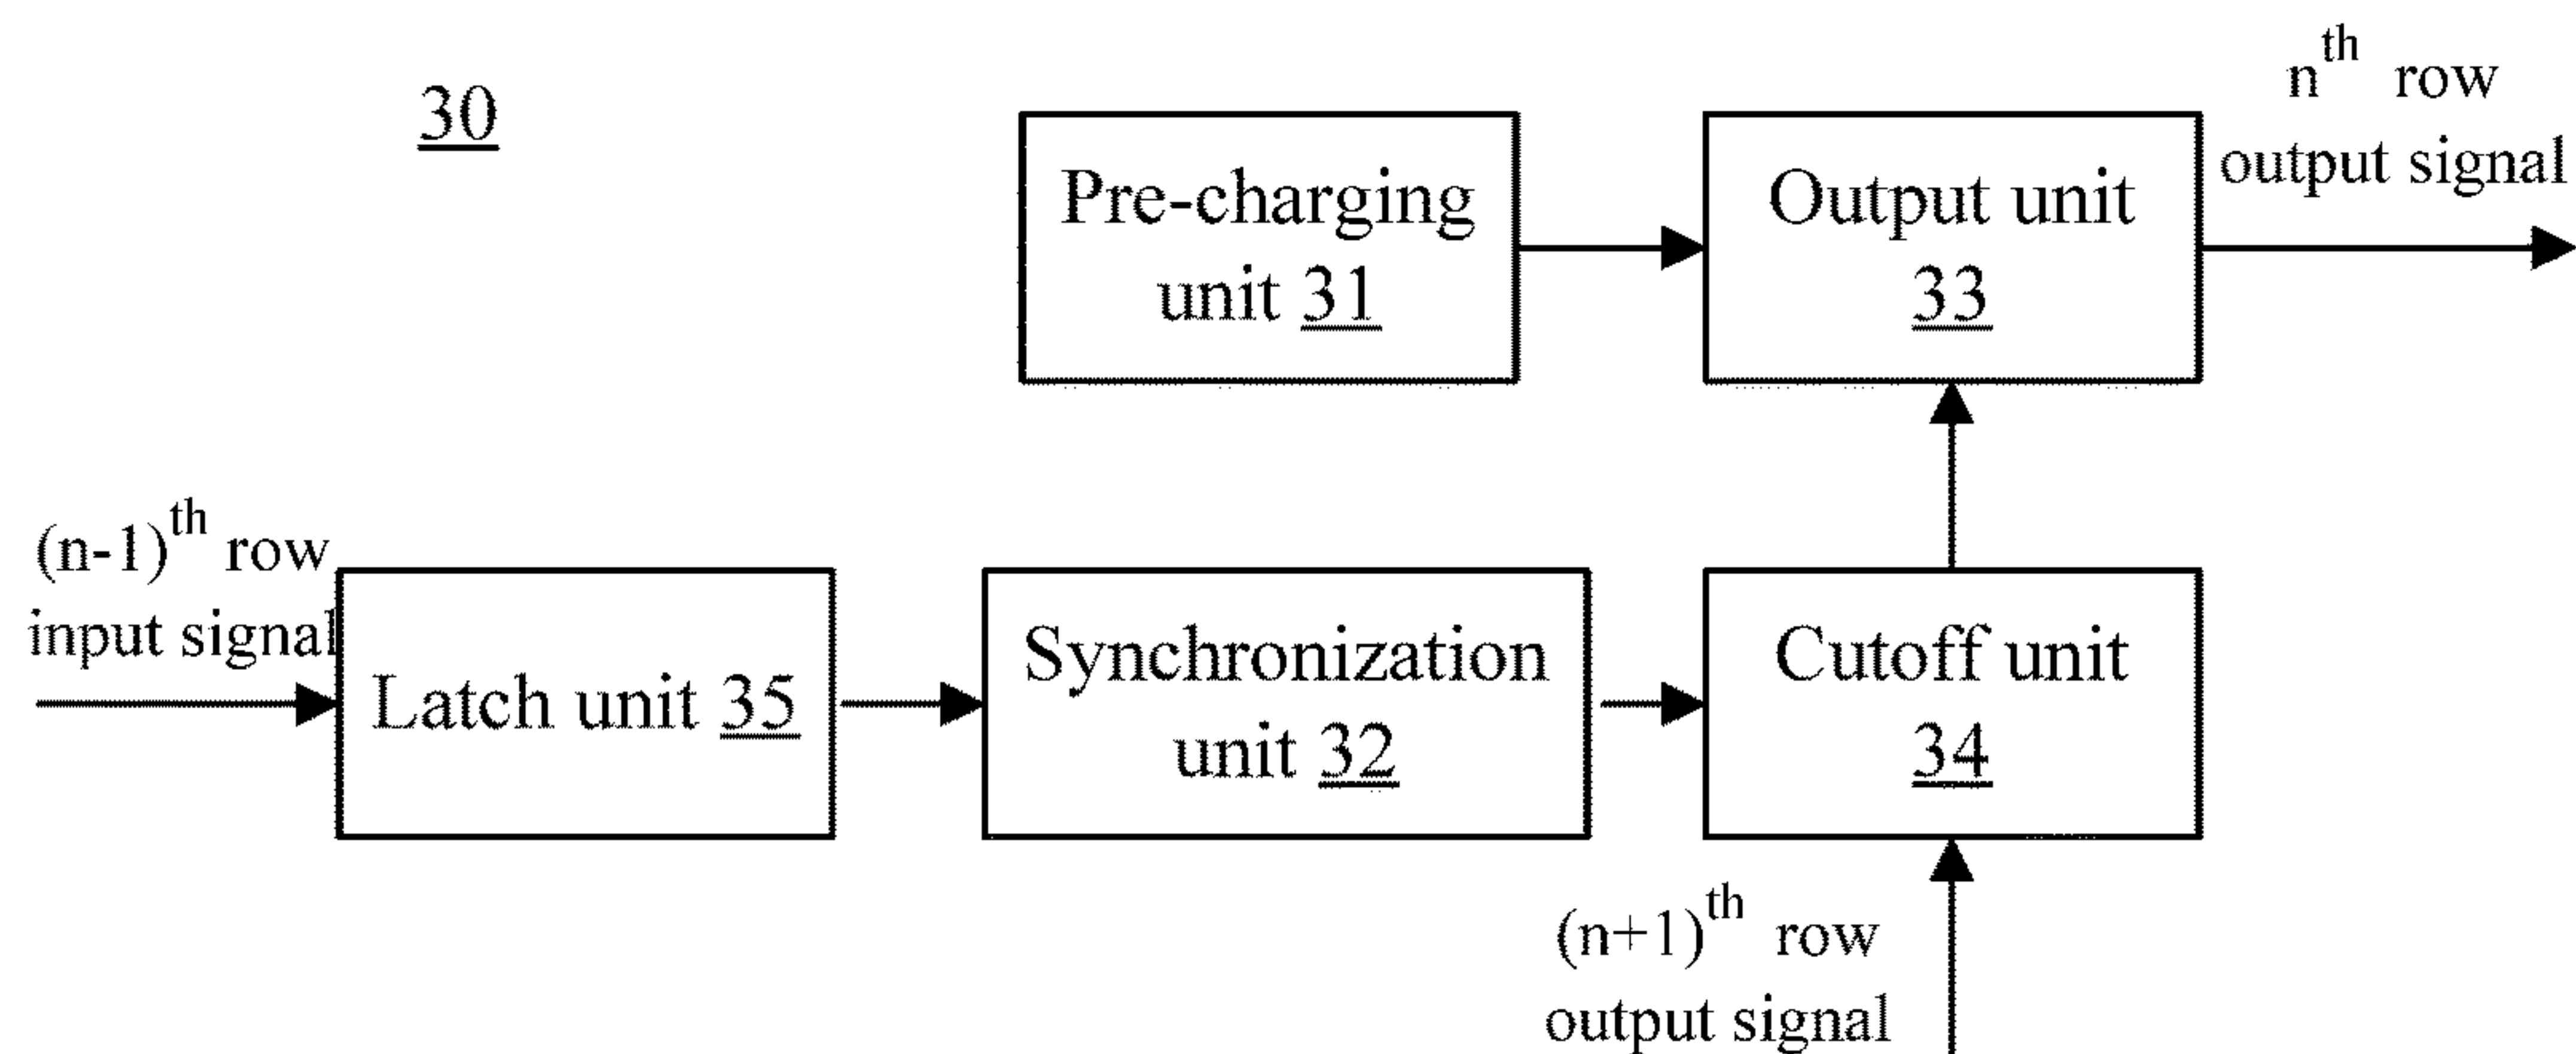 30
Pre-charging
unit 31
Output unit
33
nth row
output signal
(n-1)th row
input signal
Latch unit 35
Synchronization
unit 32
Cutoff unit
34
(n+1)th row
output signal